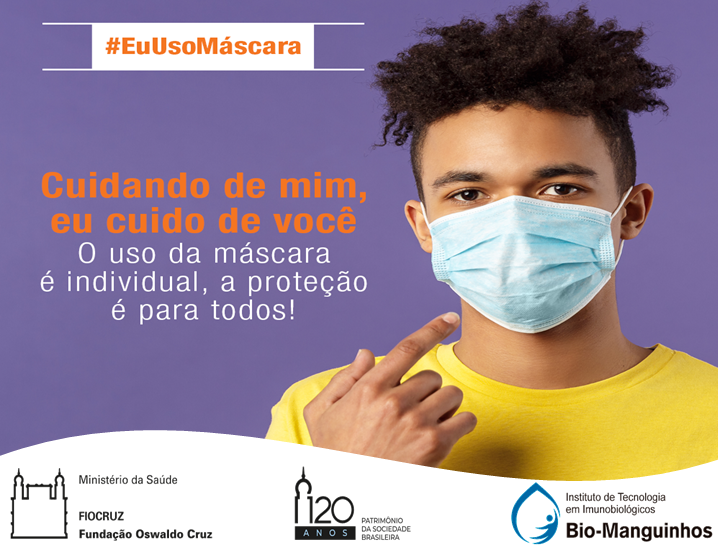 #EuUsoMáscara
Cuidando de mim,
eu cuido de você
O uso da máscara
é individual, a proteção
é para todos!
Ministério da Saúde
FIOCRUZ
Fundação Oswaldo Cruz
120
ANOS
PATRIMÔNIO
DA SOCIEDADE
BRASILEIRA
Instituto de Tecnologia
em Imunobiológicos
Bio-Manguinhos